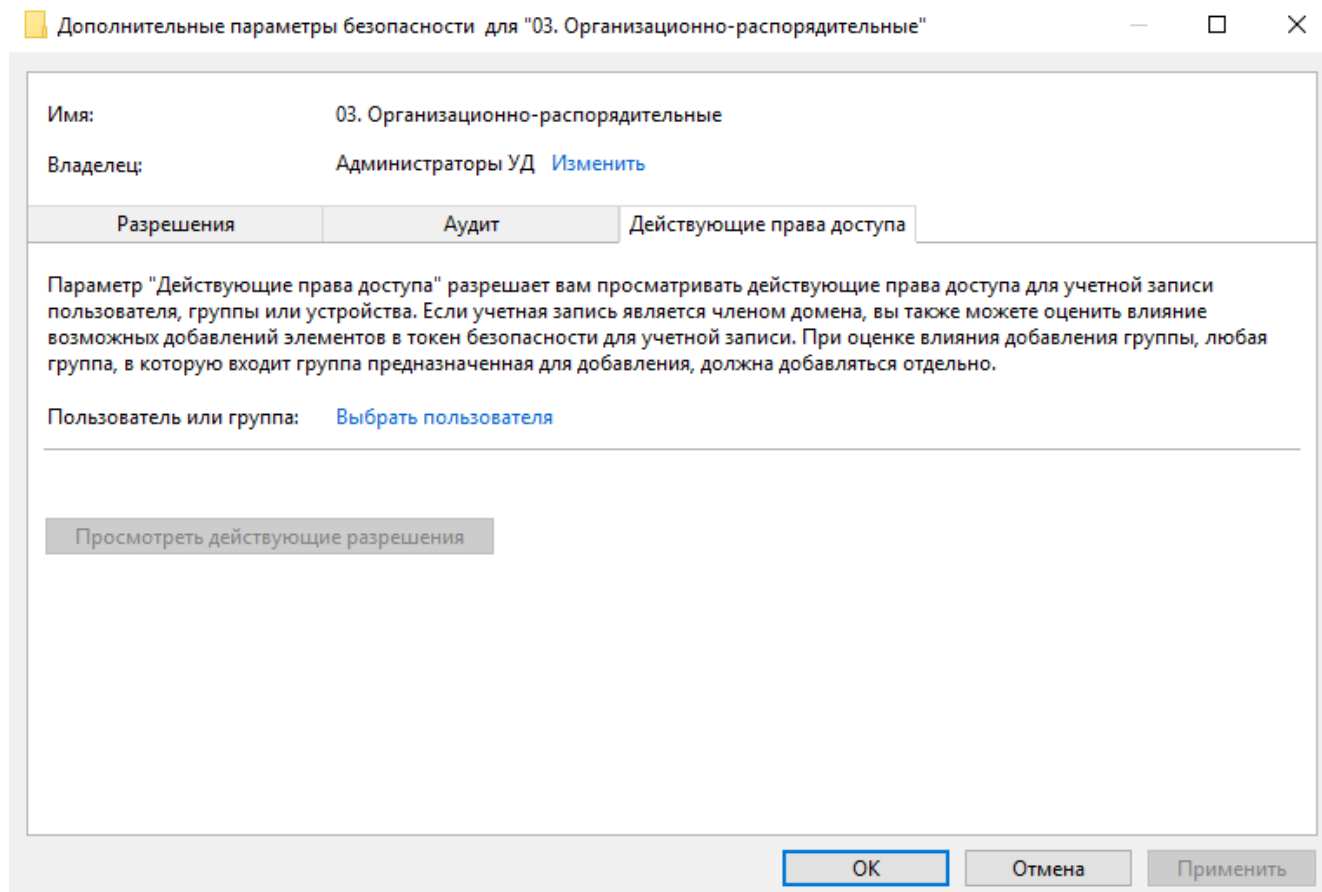 Дополнительные параметры безопасности для "03. Организационно-распорядительные"
Имя: 03. Организационно-распорядительные
Владелец: Администраторы УД Изменить
Разрешения Аудит Действующие права доступа
Параметр "Действующие права доступа" разрешает вам просматривать действующие права доступа для учетной записи
пользователя, группы или устройства. Если учетная запись является членом домена, вы также можете оценить влияние
возможных добавлений элементов в токен безопасности для учетной записи. При оценке влияния добавления группы, любая
группа, в которую входит группа предназначенная для добавления, должна добавляться отдельно.
Пользователь или группа: Выбрать пользователя
Просмотреть действующие разрешения
ОК Отмена Применить